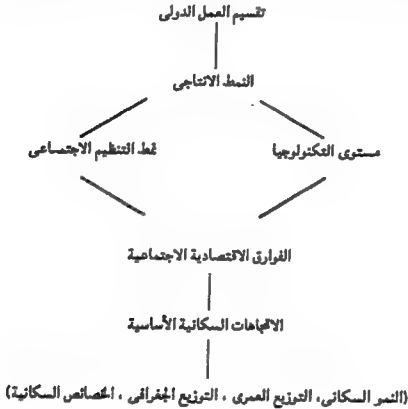 تقسيم العمل الدولى
النمط الانتاجى
مستوى التكنولوجيا
نمط التنظيم الاجتماعى
الفوارق الاقتصادية الاجتماعية
الاتجاهات السكانية الأساسية
(النمو السكانى، التوزيع العمرى ، التوزيع الجغرافى ، الخصائص السكانية)